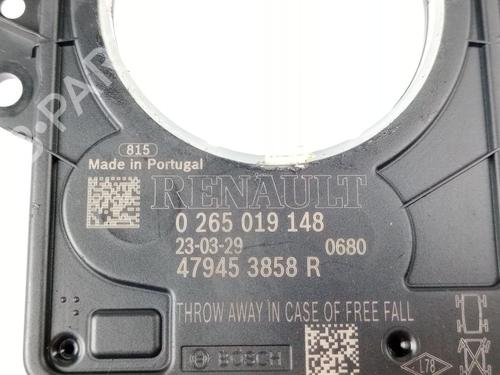 815
Made in Portugal
RENAULT
0 265 019 148
23-03-29 0680
47945 3858 R
THROW AWAY IN CASE OF FREE FALL
BOSCH
L78